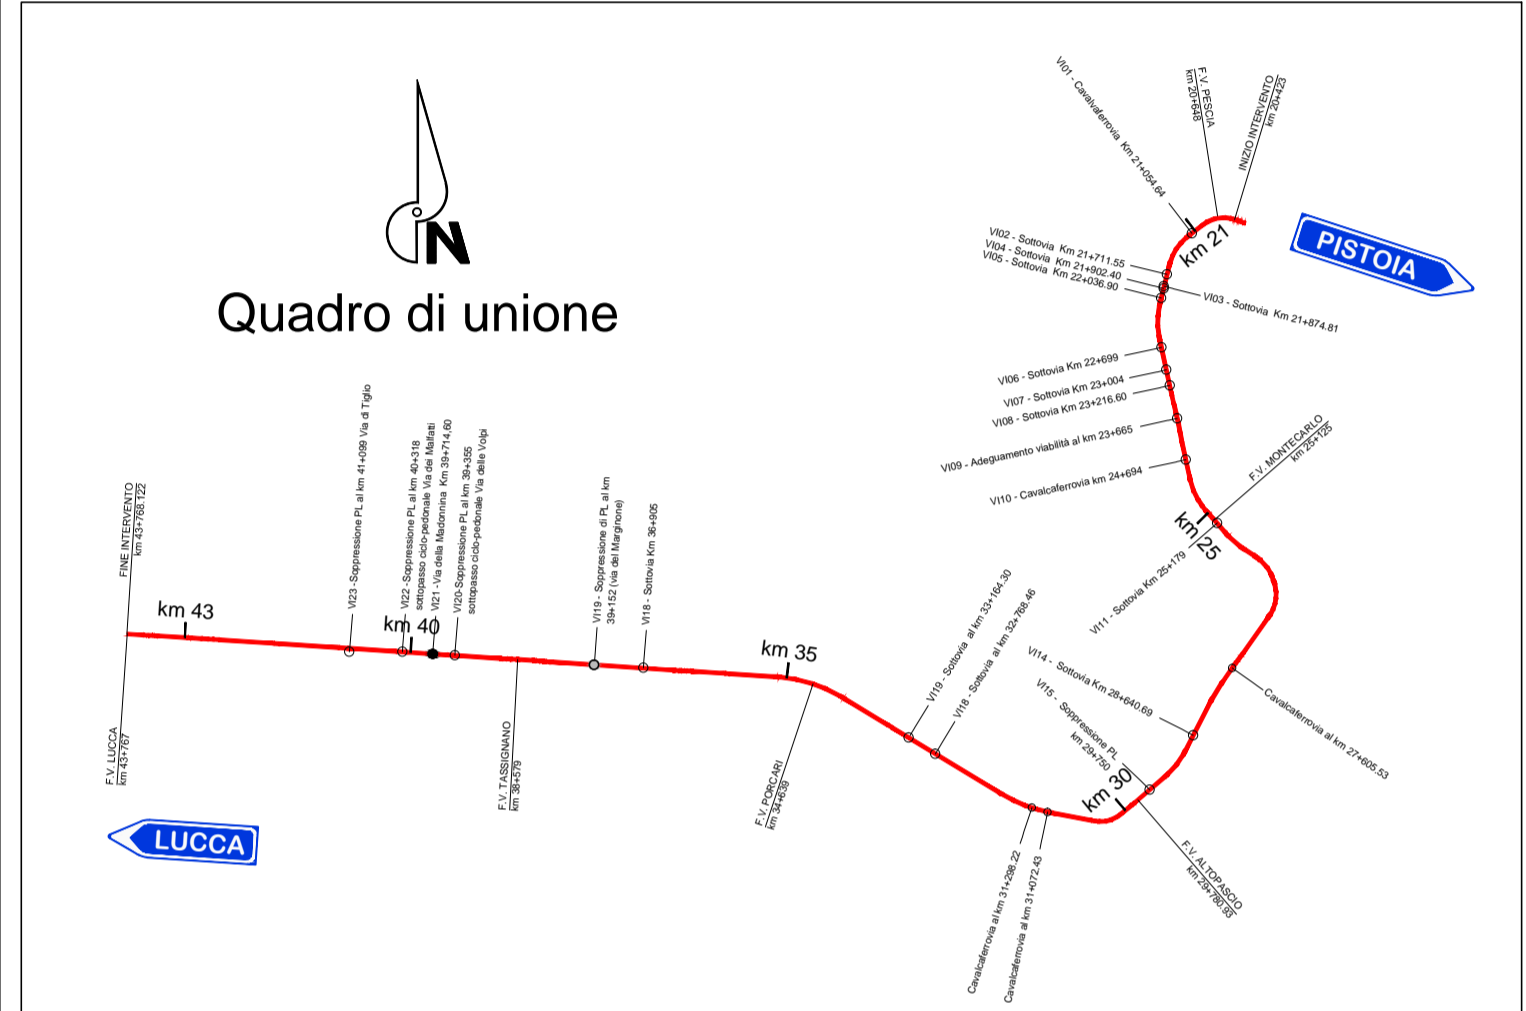 N
Quadro di unione
PISTOIA
LUCCA
INIZIO INTERVENTO
km 20+423
F.V. PESCIA
km 20+648
VI01 - Cavalvaferrovia Km 21+054.64
km 21
VI02 - Sottovia Km 21+711.55
VI04 - Sottovia Km 21+902.40
VI05 - Sottovia Km 22+036.90
VI03 - Sottovia Km 21+874.81
VI06 - Sottovia Km 22+699
VI07 - Sottovia Km 23+004
VI08 - Sottovia Km 23+216.60
VI09 - Adeguamento viabilità al km 23+665
VI10 - Cavalcaferrovia km 24+694
F.V. MONTECARLO
km 25+125
km 25
VI11 - Sottovia Km 25+179
Cavalcaferrovia al km 27+605.53
VI14 - Sottovia Km 28+640.69
VI15 - Soppressione PL
km 29+750
km 30
F.V. ALTOPASCIO
km 29+780.93
Cavalcaferrovia al km 31+072.43
Cavalcaferrovia al km 31+298.22
VI18 - Sottovia al km 32+768.46
VI19 - Sottovia al km 33+164.30
F.V. PORCARI
km 34+639
km 35
VI18 - Sottovia Km 36+905
VI19 - Soppressione di PL al km
39+152 (via del Marginone)
F.V. TASSIGNANO
km 38+579
VI20-Soppressione PL al km 39+355
sottopasso ciclo-pedonale Via delle Volpi
VI21 - Via della Madonnina Km 39+714,60
VI22 -Soppressione PL al km 40+318
sottopasso ciclo-pedonale Via dei Malfatti
km 40
VI23 -Soppressione PL al km 41+099 Via di Tiglio
km 43
FINE INTERVENTO
km 43+768.122
F.V. LUCCA
km 43+767